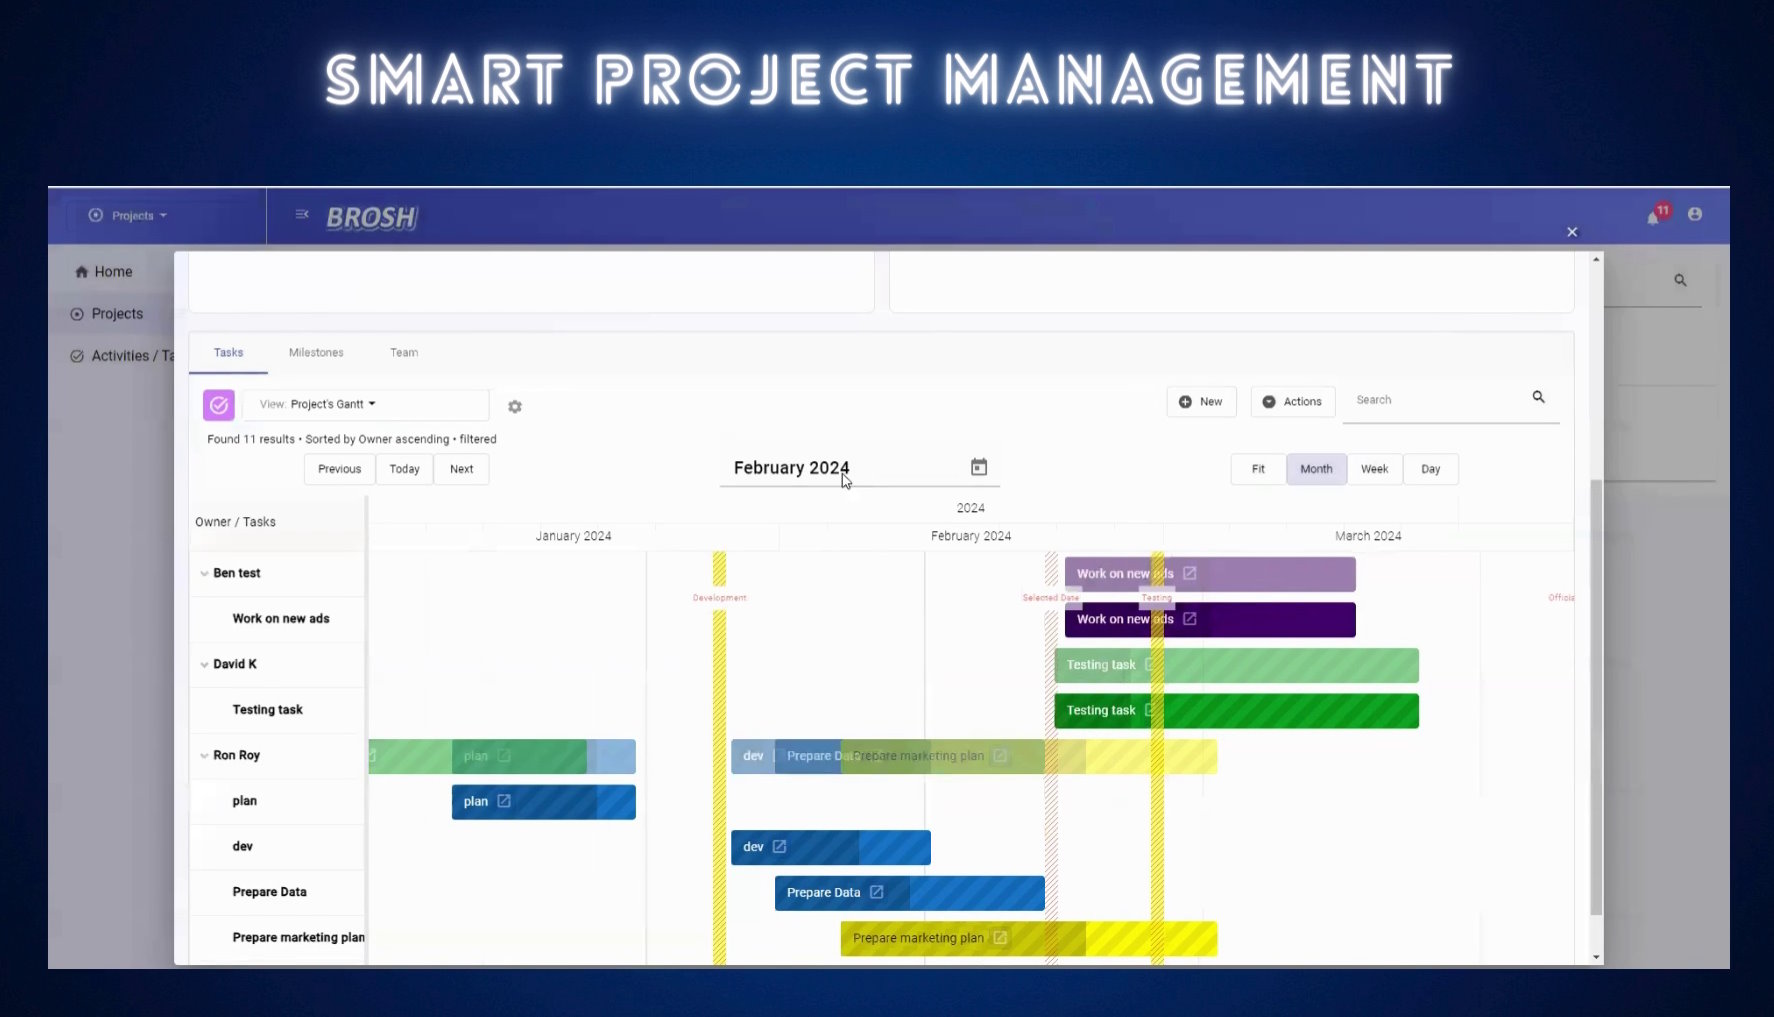 SMART PROJECT MANAGEMENT
Projects
BROSH
11
Home
Projects
Activities / Ta
Tasks Milestones Team
View: Project's Gantt
New Actions Search
Found 11 results • Sorted by Owner ascending • filtered
Previous Today Next
February 2024
Fit Month Week Day
2024
Owner / Tasks
January 2024 February 2024 March 2024
Ben test
Work on new ads
Development Selected Date Testing Officia
Work on new ads
Work on new ads
David K
Testing task
Testing task
Testing task
Ron Roy
plan dev Prepare Da Prepare marketing plan
plan
plan
dev
dev
Prepare Data
Prepare Data
Prepare marketing plan
Prepare marketing plan